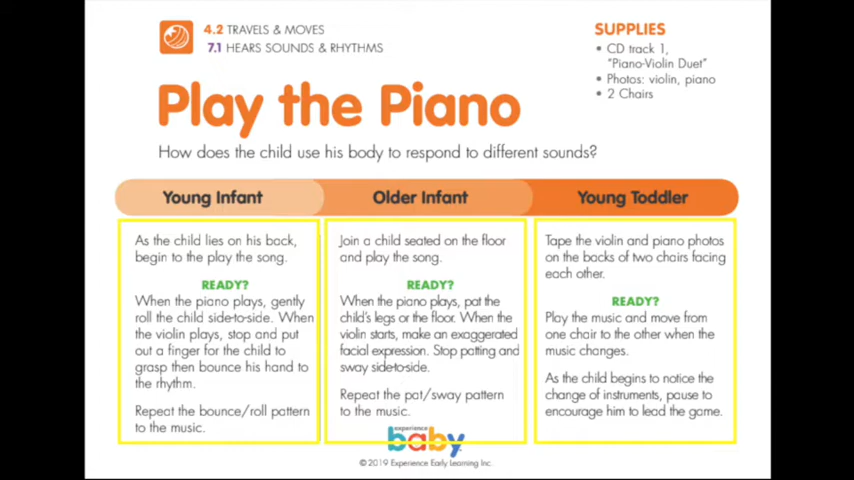 4.2 TRAVELS & MOVES
7.1 HEARS SOUNDS & RHYTHMS
SUPPLIES
• CD track 1,
"Piano-Violin Duet"
• Photos: violin, piano
• 2 Chairs
Play the Piano
How does the child use his body to respond to different sounds?
Young Infant
As the child lies on his back,
begin to the play the song.
READY?
When the piano plays, gently
roll the child side-to-side. When
the violin plays, stop and put
out a finger for the child to
grasp then bounce his hand to
the rhythm.
Repeat the bounce/roll pattern
to the music.
Older Infant
Join a child seated on the floor
and play the song.
READY?
When the piano plays, pat the
child's legs or the floor. When the
violin starts, make an exaggerated
facial expression. Stop patting and
sway side-to-side.
Repeat the pat/sway pattern
to the music.
Young Toddler
Tape the violin and piano photos
on the backs of two chairs facing
each other.
READY?
Play the music and move from
one chair to the other when the
music changes.
As the child begins to notice the
change of instruments, pause to
encourage him to lead the game.
experience
baby
© 2019 Experience Early Learning Inc.